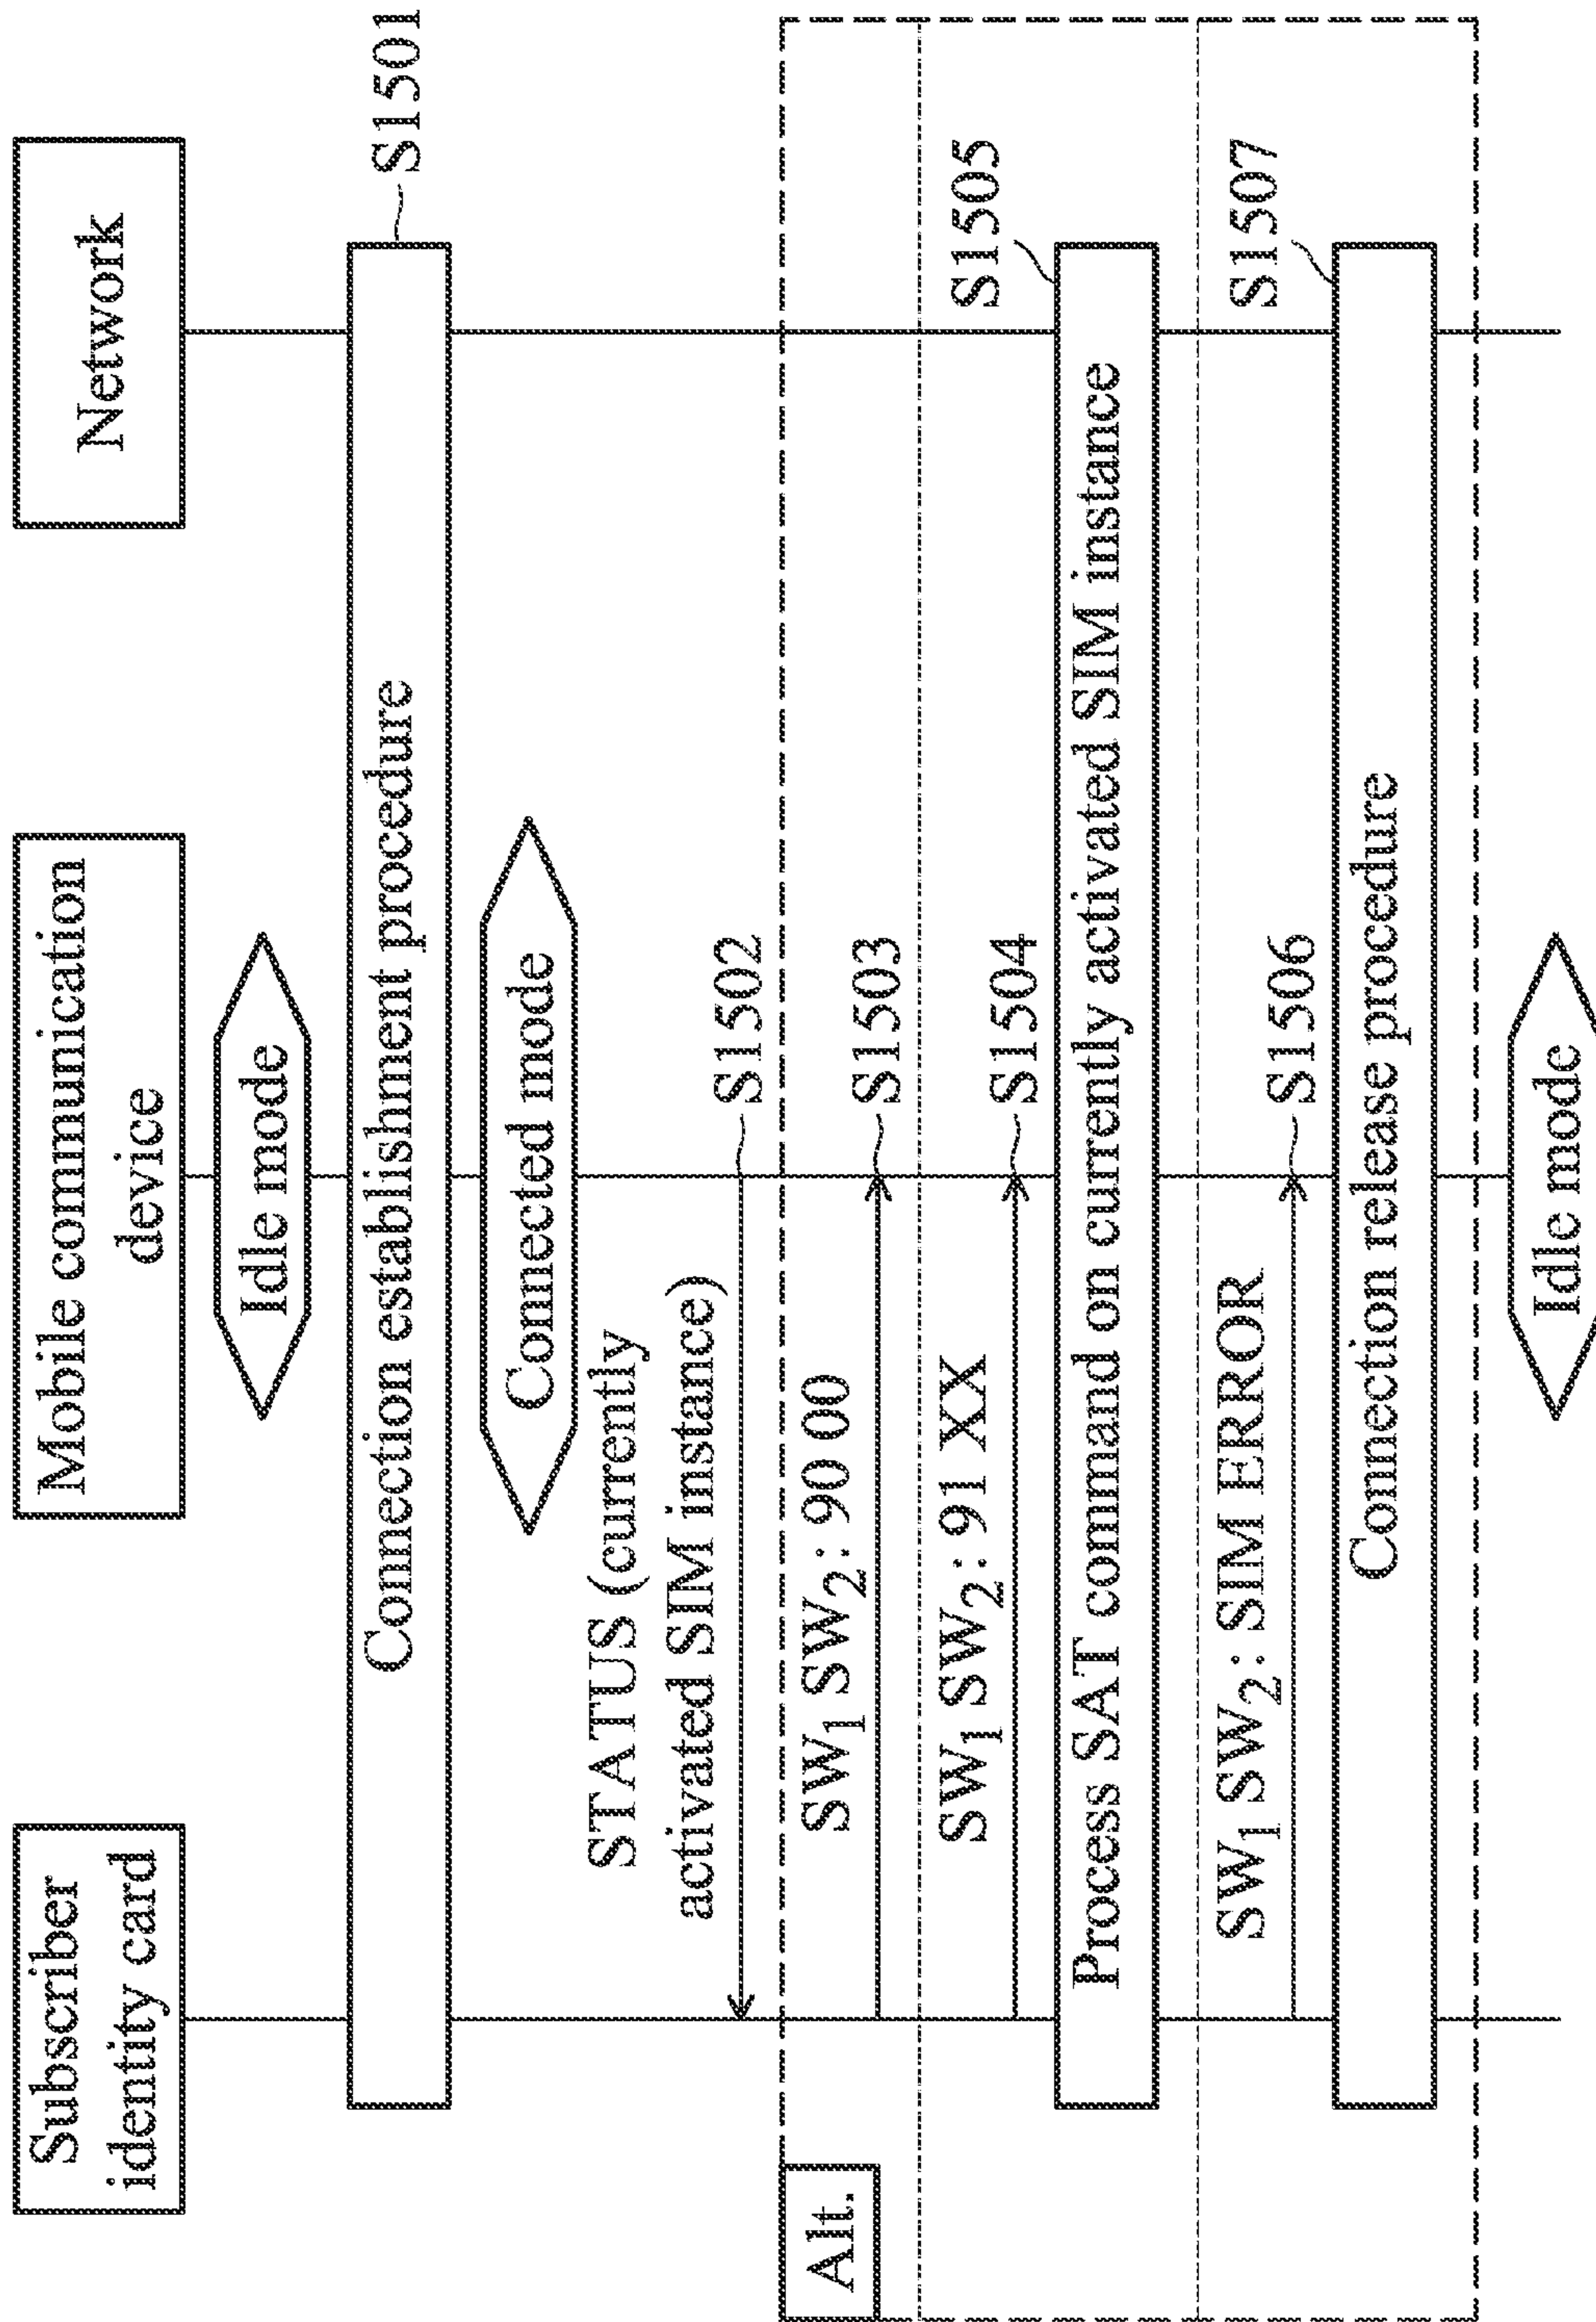 Subscriber
identity card
Mobile communication
device
Network
Idle mode
Connection establishment procedure
S1501
Connected mode
STATUS (currently
activated SIM instance)
S1502
Alt.
SW1 SW2: 90 00
S1503
SW1 SW2: 91 XX
S1504
S1505
Process SAT command on currently activated SIM instance
SW1 SW2: SIM ERROR
S1506
S1507
Connection release procedure
Idle mode